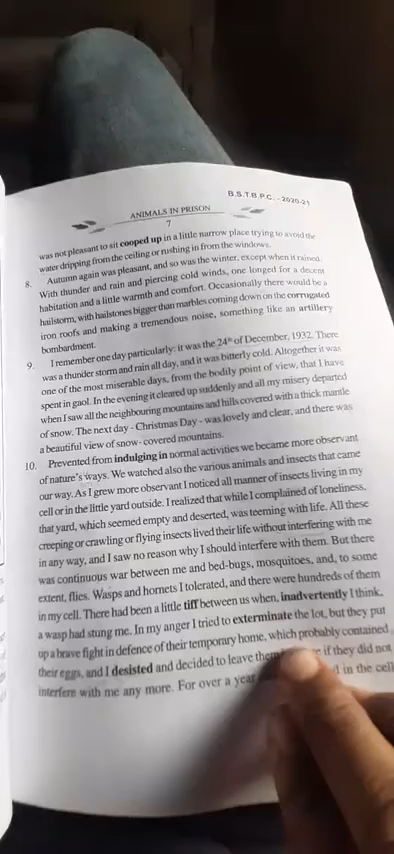 B.S.T.B.P.C. - 2020-21
ANIMALS IN PRISON
7
was not pleasant to sit cooped up in a little narrow place trying to avoid the
water dripping from the ceiling or rushing in from the windows.
8. Autumn again was pleasant, and so was the winter, except when it rained.
With thunder and rain and piercing cold winds, one longed for a decent
habitation and a little warmth and comfort. Occasionally there would be a
hailstorm, with hailstones bigger than marbles coming down on the corrugated
iron roofs and making a tremendous noise, something like an artillery
bombardment.
9. I remember one day particularly: it was the 24th of December, 1932. There
was a thunder storm and rain all day, and it was bitterly cold. Altogether it was
one of the most miserable days, from the bodily point of view, that I have
spent in gaol. In the evening it cleared up suddenly and all my misery departed
when I saw all the neighbouring mountains and hills covered with a thick mantle
of snow. The next day - Christmas Day - was lovely and clear, and there was
a beautiful view of snow- covered mountains.
10. Prevented from indulging in normal activities we became more observant
of nature's ways. We watched also the various animals and insects that came
our way. As I grew more observant I noticed all manner of insects living in my
cell or in the little yard outside. I realized that while I complained of loneliness,
that yard, which seemed empty and deserted, was teeming with life. All these
creeping or crawling or flying insects lived their life without interfering with me
in any way, and I saw no reason why I should interfere with them. But there
was continuous war between me and bed-bugs, mosquitoes, and, to some
extent, flies. Wasps and hornets I tolerated, and there were hundreds of them
in my cell. There had been a little tiff between us when, inadvertently I think,
a wasp had stung me. In my anger I tried to exterminate the lot, but they put
up a brave fight in defence of their temporary home, which probably contained
their eggs, and I desisted and decided to leave them if they did not
interfere with me any more. For over a year in the cell